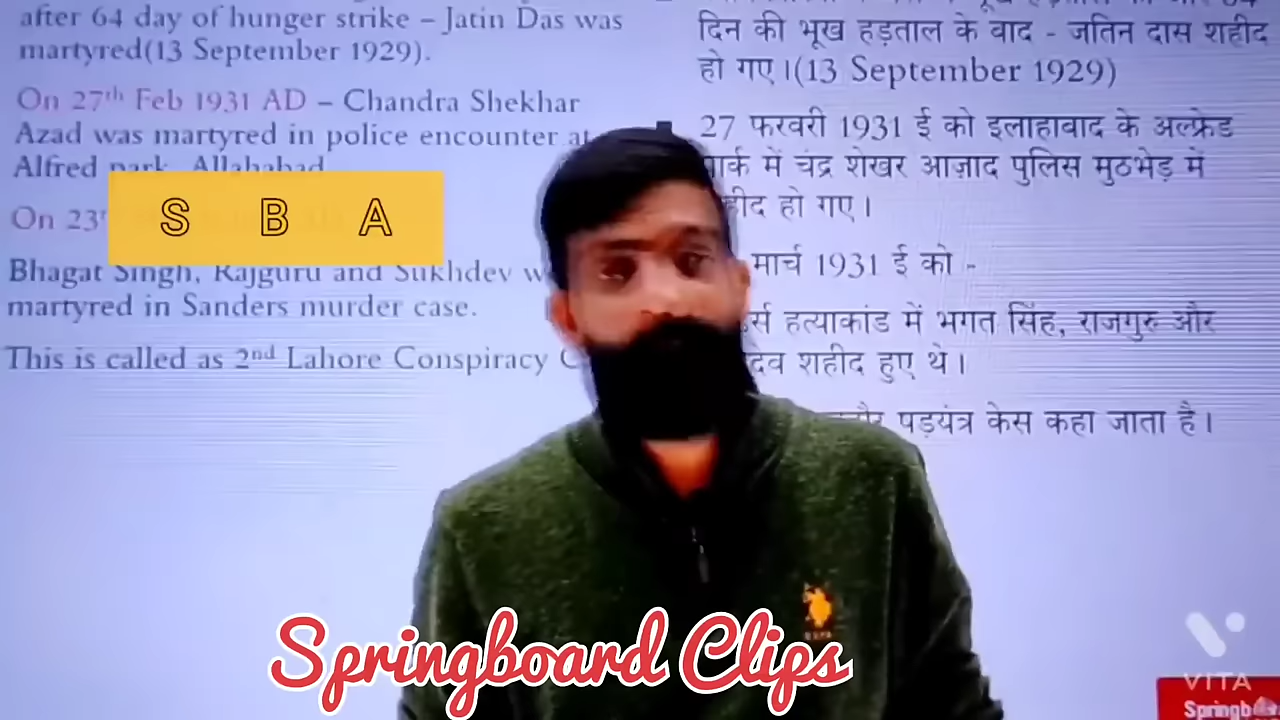 after 64 day of hunger strike – Jatin Das was
martyred(13 September 1929).
On 27th Feb 1931 AD – Chandra Shekhar
Azad was martyred in police encounter at
Alfred park, Allahabad
On 23
S B A
Bhagat Singh, Rajguru and Sukhdev
martyred in Sanders murder case.
This is called as 2nd Lahore Conspiracy
दिन की भूख हड़ताल के वाद - जतिन दास शहीद
हो गए।(13 September 1929)
27 फरवरी 1931 ई को इलाहावाद के अल्फ्रेड
पार्क में चंद्र शेखर आज़ाद पुलिस मुठभेड़ में
हो गए।
मार्च 1931 ई को -
हत्याकांड में भगत सिंह, राजगुरु और
शहीद हुए थे।
षड़यंत्र केस कहा जाता है।
Springboard Clips
VITA